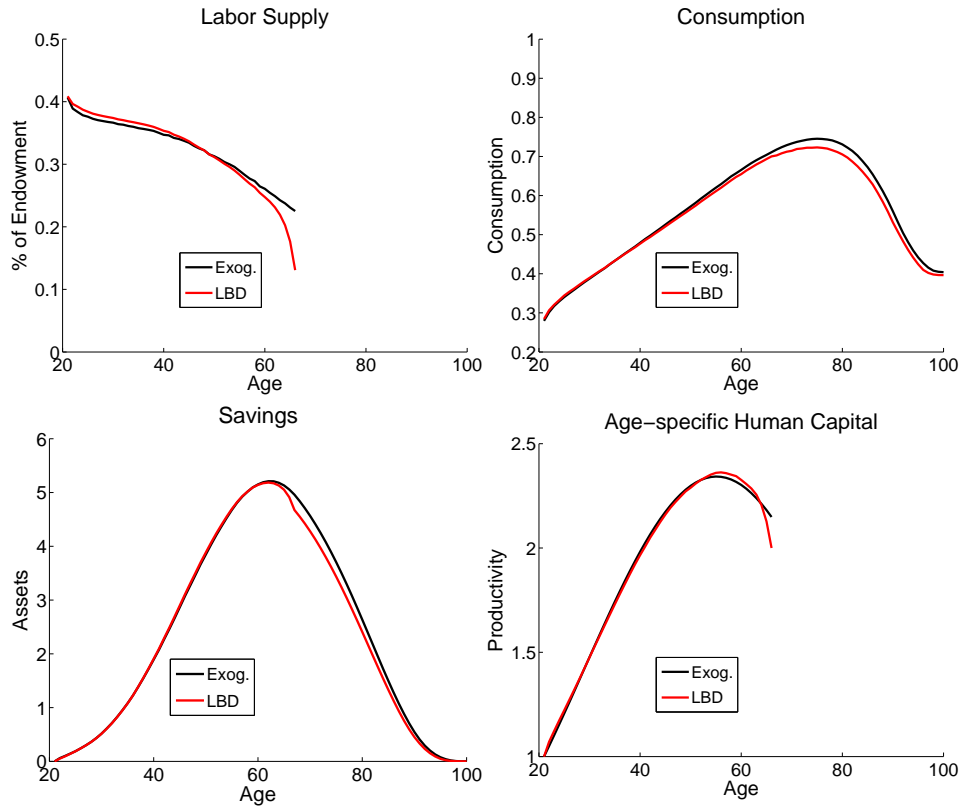 Labor Supply
% of Endowment
0.5
0.4
0.3
0.2
0.1
0
20
40
60
80
100
Age
Exog.
LBD
Consumption
Consumption
1
0.9
0.8
0.7
0.6
0.5
0.4
0.3
0.2
20
40
60
80
100
Age
Exog.
LBD
Savings
Assets
6
5
4
3
2
1
0
20
40
60
80
100
Age
Exog.
LBD
Age−specific Human Capital
Productivity
2.5
2
1.5
1
20
40
60
80
100
Age
Exog.
LBD